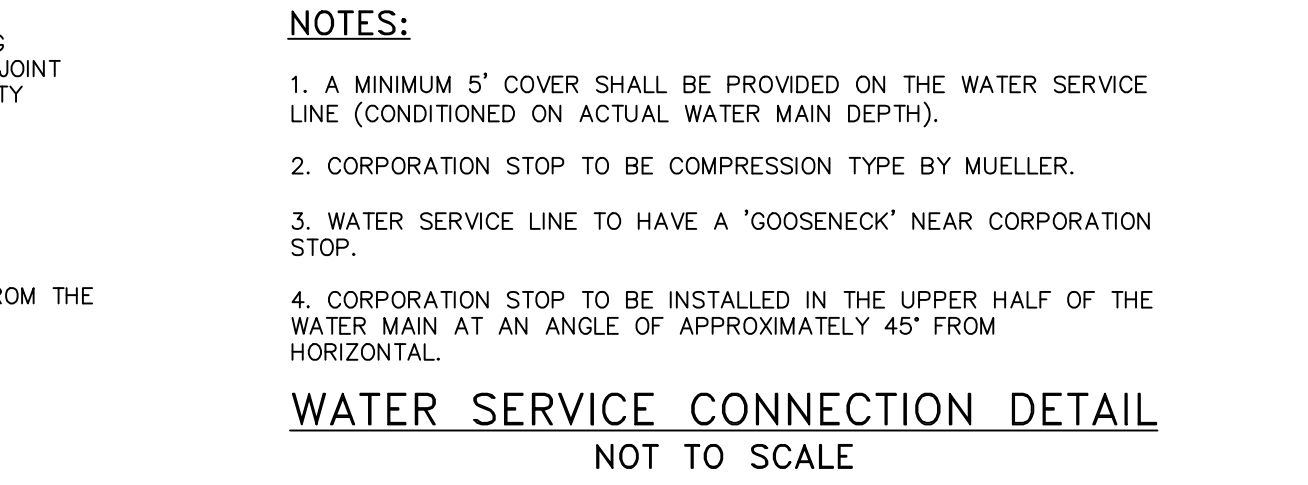 JOINT
ROM THE
NOTES:
1. A MINIMUM 5' COVER SHALL BE PROVIDED ON THE WATER SERVICE
LINE (CONDITIONED ON ACTUAL WATER MAIN DEPTH).
2. CORPORATION STOP TO BE COMPRESSION TYPE BY MUELLER.
3. WATER SERVICE LINE TO HAVE A 'GOOSENECK' NEAR CORPORATION
STOP.
4. CORPORATION STOP TO BE INSTALLED IN THE UPPER HALF OF THE
WATER MAIN AT AN ANGLE OF APPROXIMATELY 45° FROM
HORIZONTAL.
WATER SERVICE CONNECTION DETAIL
NOT TO SCALE